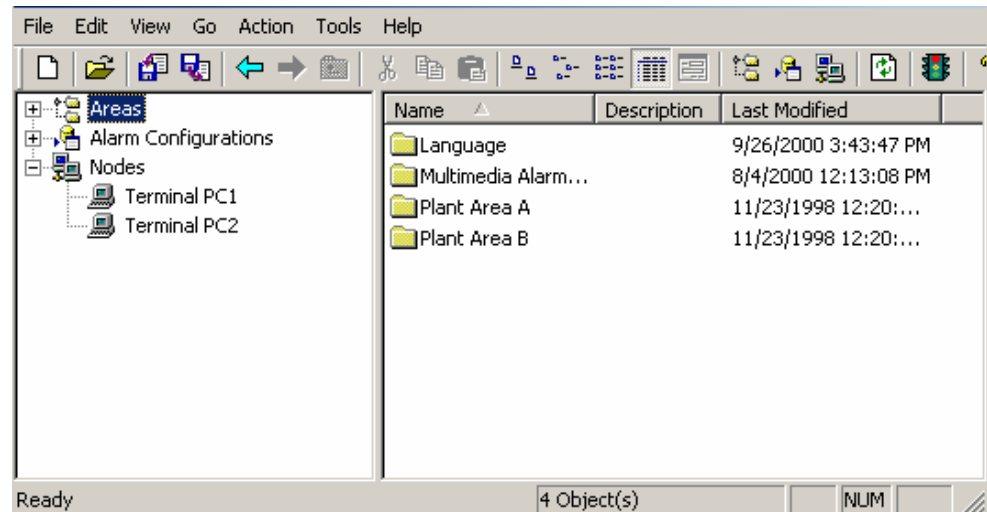 File Edit View Go Action Tools Help
Areas
Alarm Configurations
Nodes
Terminal PC1
Terminal PC2
Name Description Last Modified
Language 9/26/2000 3:43:47 PM
Multimedia Alarm... 8/4/2000 12:13:08 PM
Plant Area A 11/23/1998 12:20:...
Plant Area B 11/23/1998 12:20:...
Ready 4 Object(s) NUM